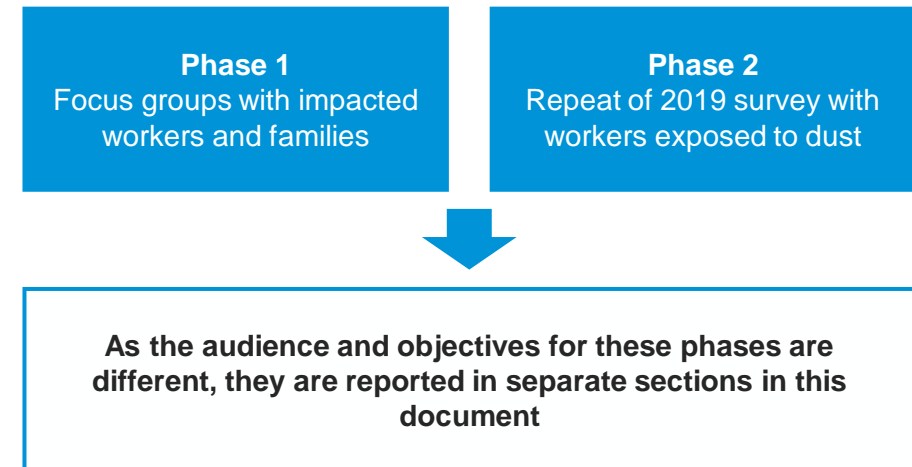 Phase 1
Focus groups with impacted
workers and families
Phase 2
Repeat of 2019 survey with
workers exposed to dust
As the audience and objectives for these phases are
different, they are reported in separate sections in this
document